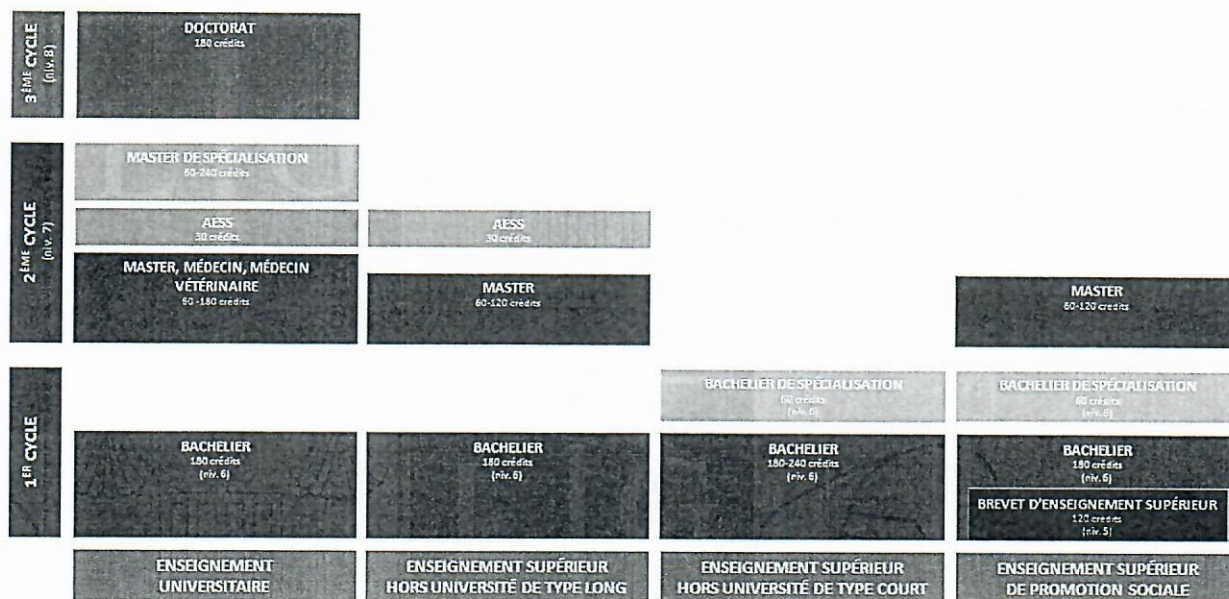 3ÈME CYCLE
(niv. 8)
DOCTORAT
180 crédits
2ÈME CYCLE
(niv. 7)
MASTER DE SPÉCIALISATION
60-240 crédits
AESS
30 crédits
AESS
30 crédits
MASTER, MÉDECIN, MÉDECIN
VÉTÉRINAIRE
60-180 crédits
MASTER
60-120 crédits
MASTER
60-120 crédits
1ER CYCLE
BACHELIER DE SPÉCIALISATION
60 crédits
(niv. 6)
BACHELIER DE SPÉCIALISATION
60 crédits
(niv. 6)
BACHELIER
180 crédits
(niv. 6)
BACHELIER
180 crédits
(niv. 6)
BACHELIER
180-240 crédits
(niv. 6)
BACHELIER
180 crédits
(niv. 6)
BREVET D'ENSEIGNEMENT SUPÉRIEUR
120 crédits
(niv. 5)
ENSEIGNEMENT
UNIVERSITAIRE
ENSEIGNEMENT SUPÉRIEUR
HORS UNIVERSITÉ DE TYPE LONG
ENSEIGNEMENT SUPÉRIEUR
HORS UNIVERSITÉ DE TYPE COURT
ENSEIGNEMENT SUPÉRIEUR
DE PROMOTION SOCIALE